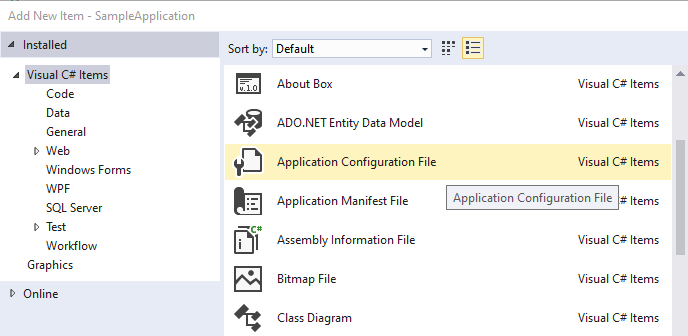 Add New Item - SampleApplication
Installed
Visual C# Items
Code
Data
General
Web
Windows Forms
WPF
SQL Server
Test
Workflow
Graphics
Online
Sort by: Default
v.1.0
About Box Visual C# Items
ADO.NET Entity Data Model Visual C# Items
Application Configuration File Visual C# Items
Application Configuration File
Application Manifest File # Items
C#
Assembly Information File Visual C# Items
Bitmap File Visual C# Items
Class Diagram Visual C# Items